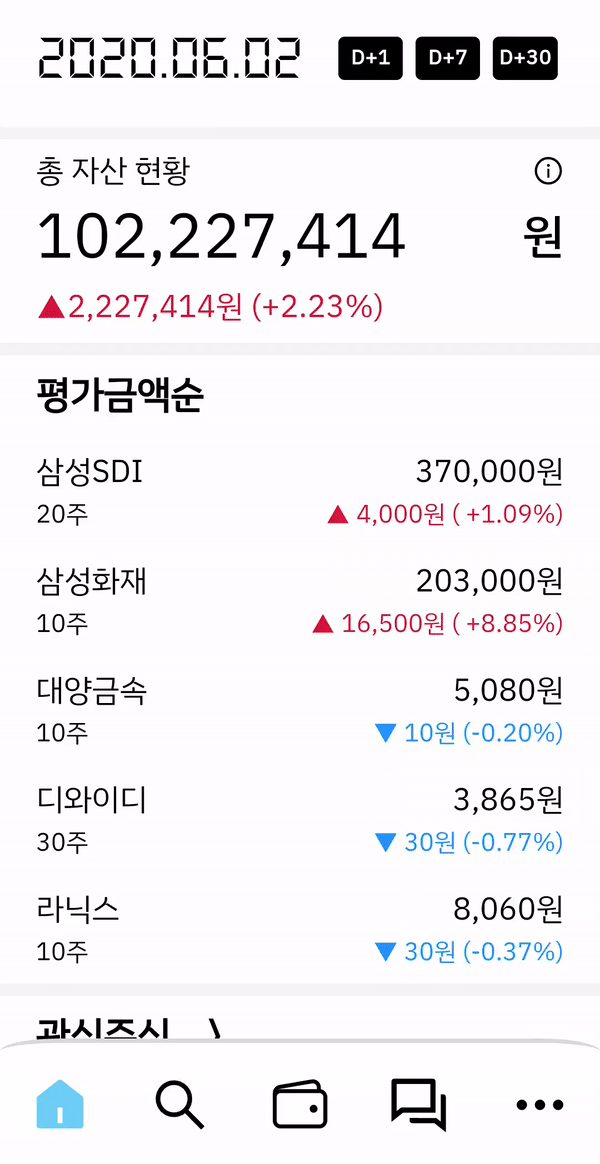 2020.06.02 D+1 D+7 D+30
총 자산 현황
102,227,414 원
▲2,227,414원 (+2.23%)
평가금액순
삼성SDI 370,000원
20주 ▲ 4,000원 ( +1.09%)
삼성화재 203,000원
10주 ▲ 16,500원 ( +8.85%)
대양금속 5,080원
10주 ▼ 10원 (-0.20%)
디와이디 3,865원
30주 ▼ 30원 (-0.77%)
라닉스 8,060원
10주 ▼ 30원 (-0.37%)
관심주식